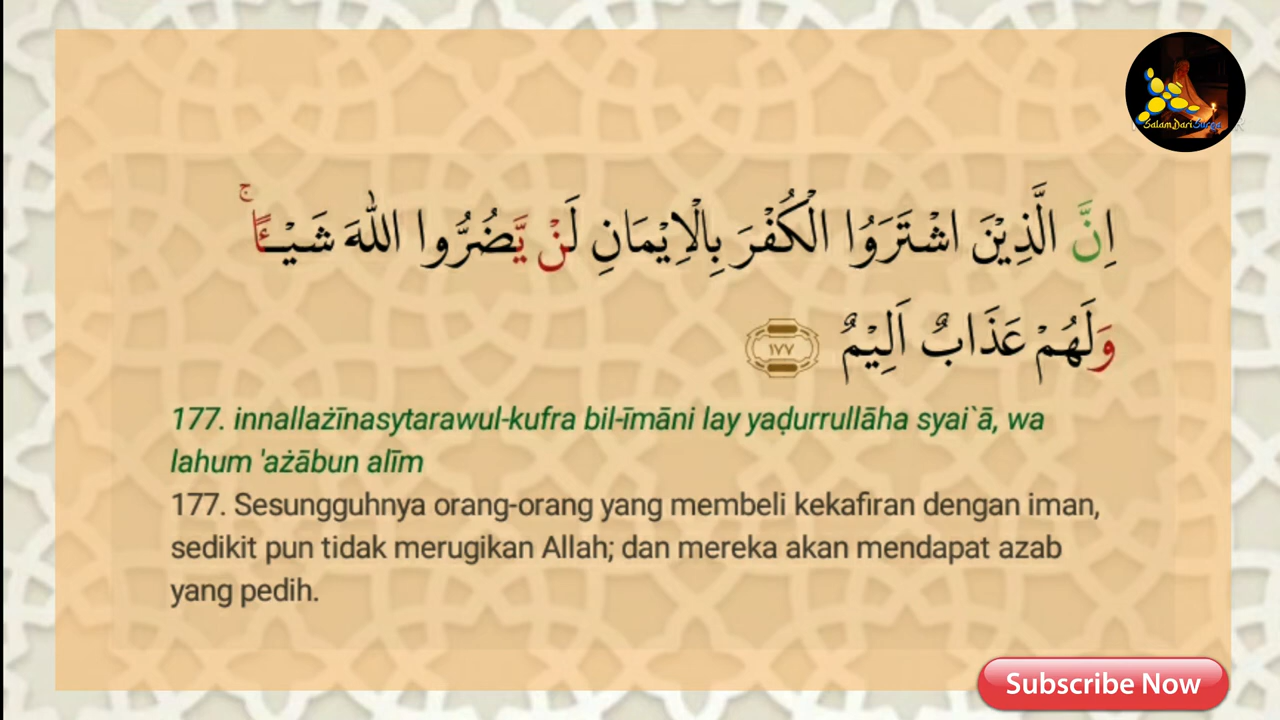 SalamDariSurga
اِنَّ الَّذِيْنَ اشْتَرَوُا الْكُفْرَ بِالْاِيْمَانِ لَنْ يَّضُرُّوا اللّٰهَ شَيْـًٔاۚ
وَلَهُمْ عَذَابٌ اَلِيْمٌ ١٧٧
177. innallażīnasytarawul-kufra bil-īmāni lay yaḍurrullāha syai`ā, wa
lahum 'ażābun alīm
177. Sesungguhnya orang-orang yang membeli kekafiran dengan iman,
sedikit pun tidak merugikan Allah; dan mereka akan mendapat azab
yang pedih.
Subscribe Now